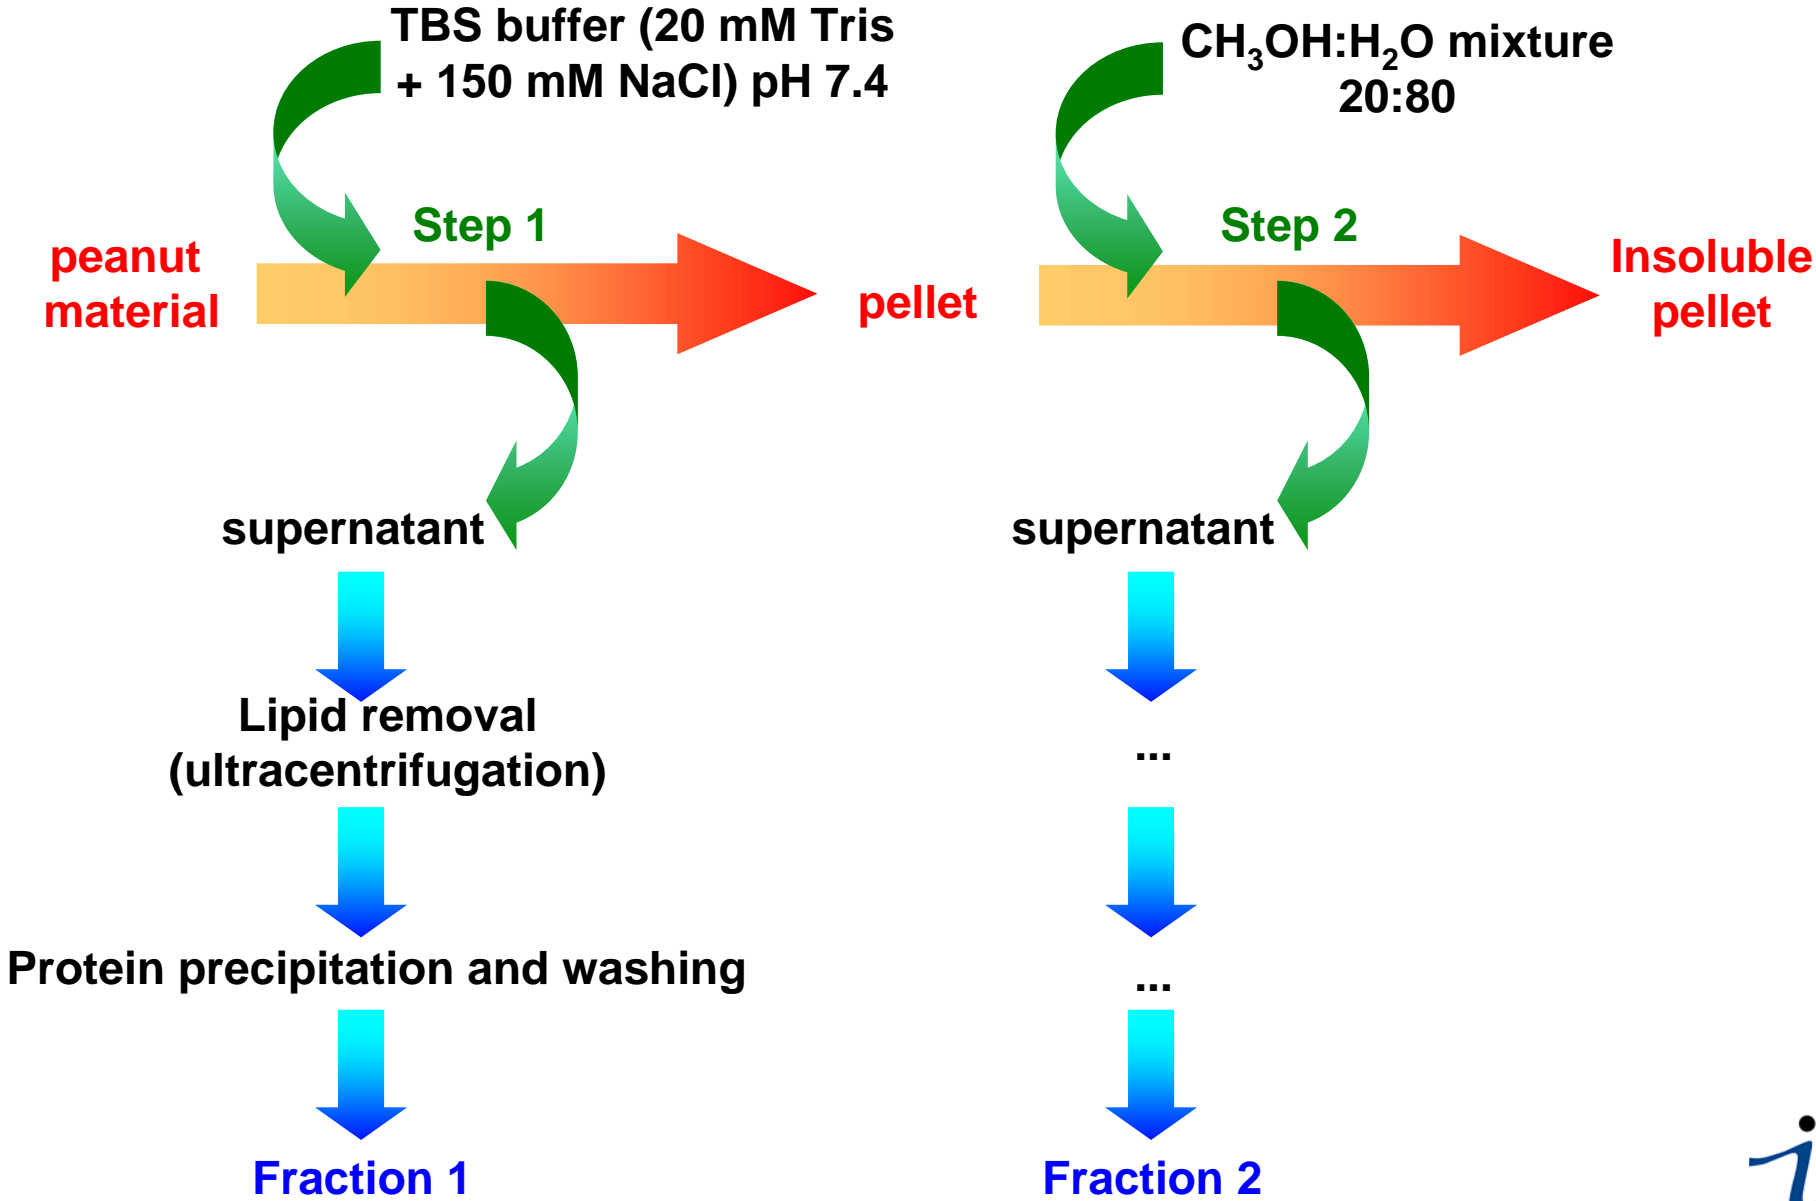 TBS buffer (20 mM Tris
+ 150 mM NaCl) pH 7.4
CH₃OH:H₂O mixture
20:80
Step 1
Step 2
peanut
material
pellet
Insoluble
pellet
supernatant
supernatant
Lipid removal
(ultracentrifugation)
...
Protein precipitation and washing
...
Fraction 1
Fraction 2